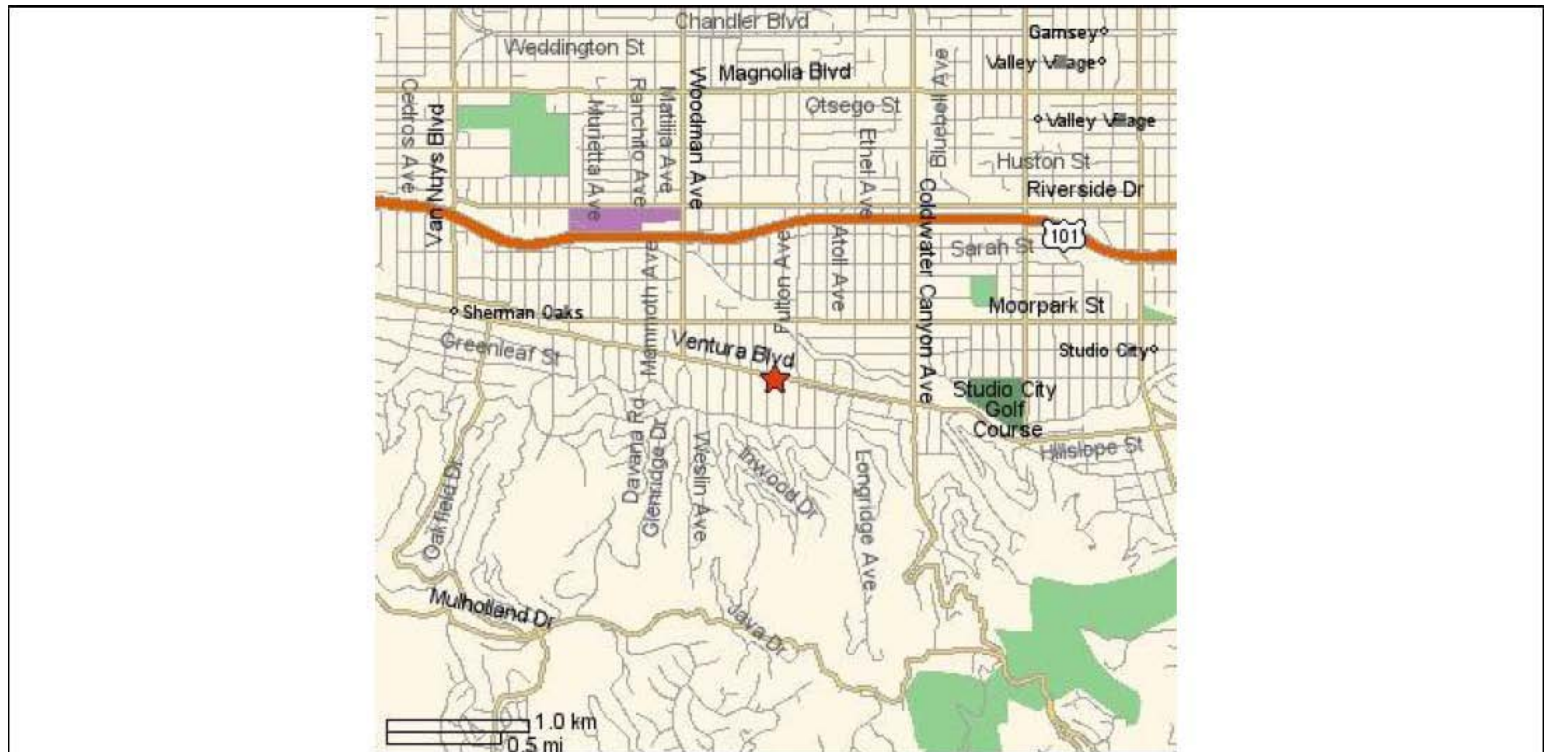 Chandler Blvd
Gamsey
Weddington St
Valley Village
Magnolia Blvd
Cedros Ave
Van Nuys Blvd
Murietta Ave
Ranchito Ave
Matilija Ave
Woodman Ave
Otsego St
Ethel Ave
Bluebell Ave
Valley Village
Huston St
Riverside Dr
Coldwater Canyon Ave
101
Sarah St
Atoll Ave
Fulton Ave
Mammoth Ave
Moorpark St
Sherman Oaks
Greenleaf St
Ventura Blvd
Studio City
Studio City
Golf
Course
Hillslope St
Davana Rd
Glenridge Dr
Weslin Ave
Inwood Dr
Longridge Ave
Oakfield Dr
Mulholland Dr
Java Dr
1.0 km
0.5 mi